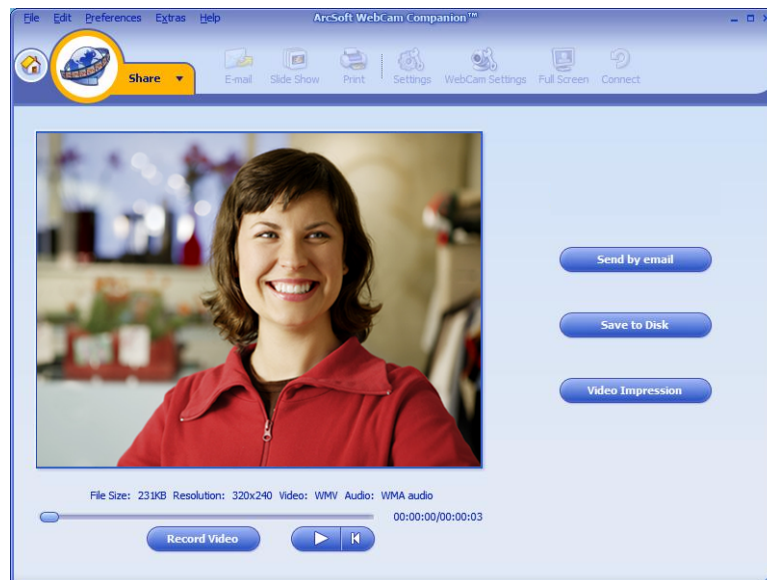 File Edit Preferences Extras Help ArcSoft WebCam Companion™
Share E-mail Slide Show Print Settings WebCam Settings Full Screen Connect
Send by email
Save to Disk
Video Impression
File Size: 231KB Resolution: 320x240 Video: WMV Audio: WMA audio
00:00:00/00:00:03
Record Video